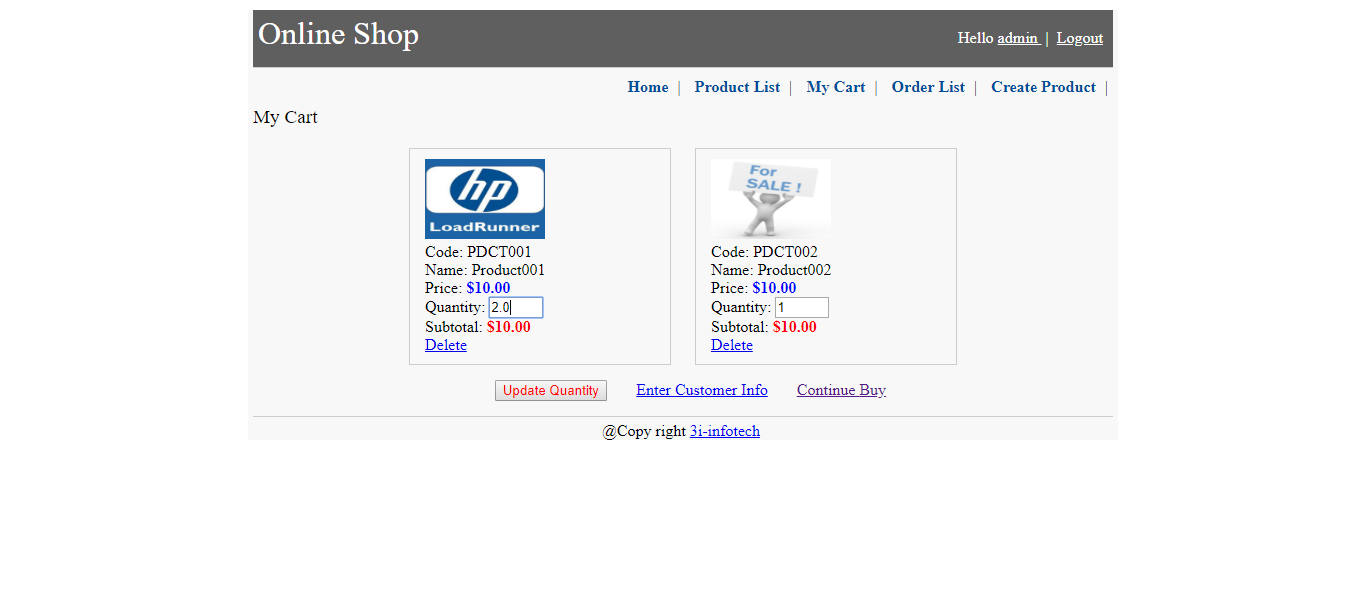 Online Shop
Hello admin | Logout
Home | Product List | My Cart | Order List | Create Product |
My Cart
hp
LoadRunner
Code: PDCT001
Name: Product001
Price: $10.00
Quantity: 2.0
Subtotal: $10.00
Delete
For
SALE !
Code: PDCT002
Name: Product002
Price: $10.00
Quantity: 1
Subtotal: $10.00
Delete
Update Quantity Enter Customer Info Continue Buy
@Copy right 3i-infotech